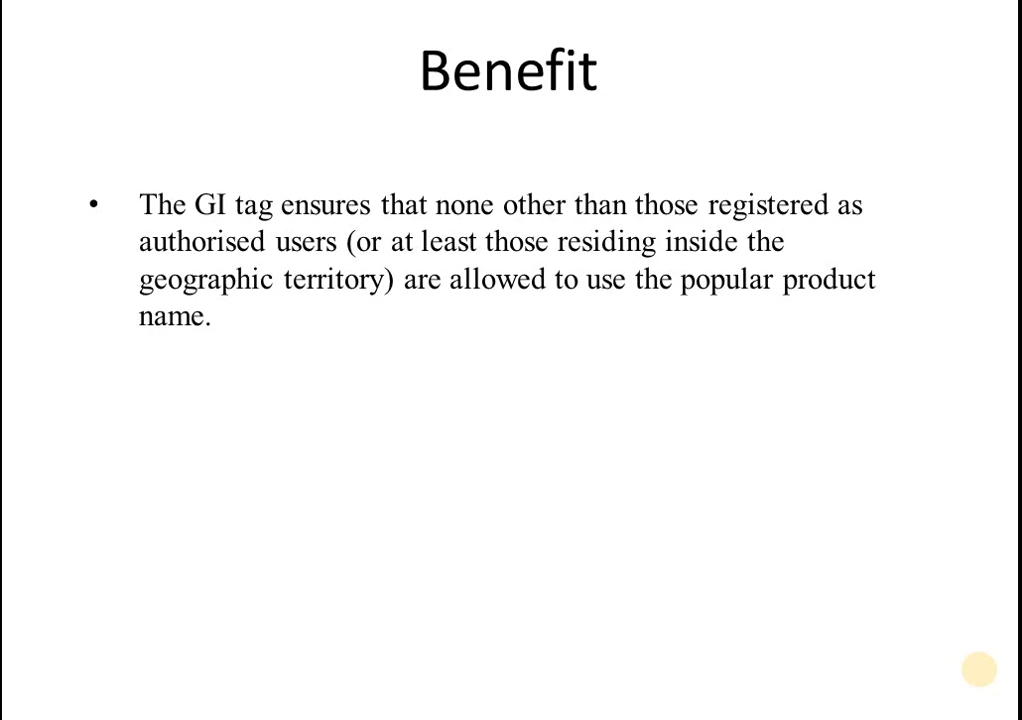 Benefit
• The GI tag ensures that none other than those registered as
authorised users (or at least those residing inside the
geographic territory) are allowed to use the popular product
name.